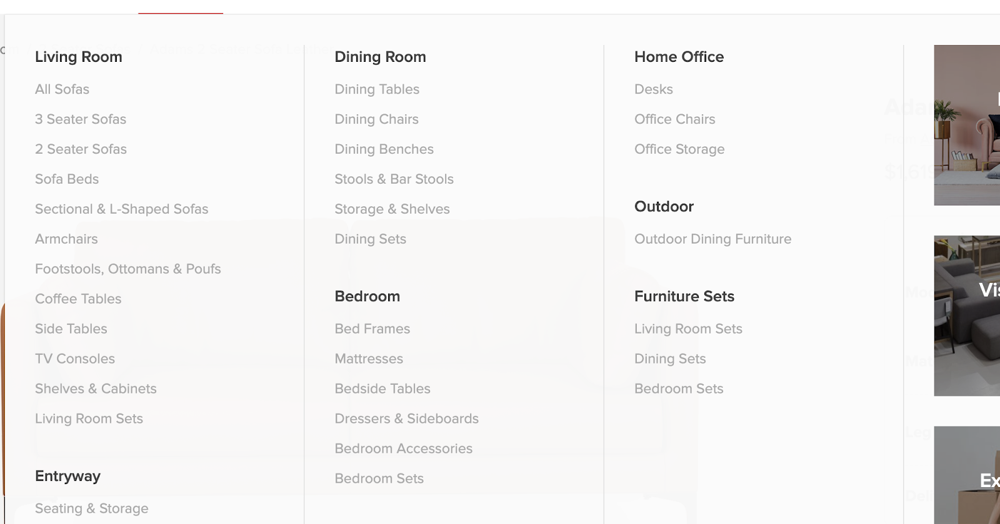 Living Room
All Sofas
3 Seater Sofas
2 Seater Sofas
Sofa Beds
Sectional & L-Shaped Sofas
Armchairs
Footstools, Ottomans & Poufs
Coffee Tables
Side Tables
TV Consoles
Shelves & Cabinets
Living Room Sets
Entryway
Seating & Storage
Dining Room
Dining Tables
Dining Chairs
Dining Benches
Stools & Bar Stools
Storage & Shelves
Dining Sets
Bedroom
Bed Frames
Mattresses
Bedside Tables
Dressers & Sideboards
Bedroom Accessories
Bedroom Sets
Home Office
Desks
Office Chairs
Office Storage
Outdoor
Outdoor Dining Furniture
Furniture Sets
Living Room Sets
Dining Sets
Bedroom Sets